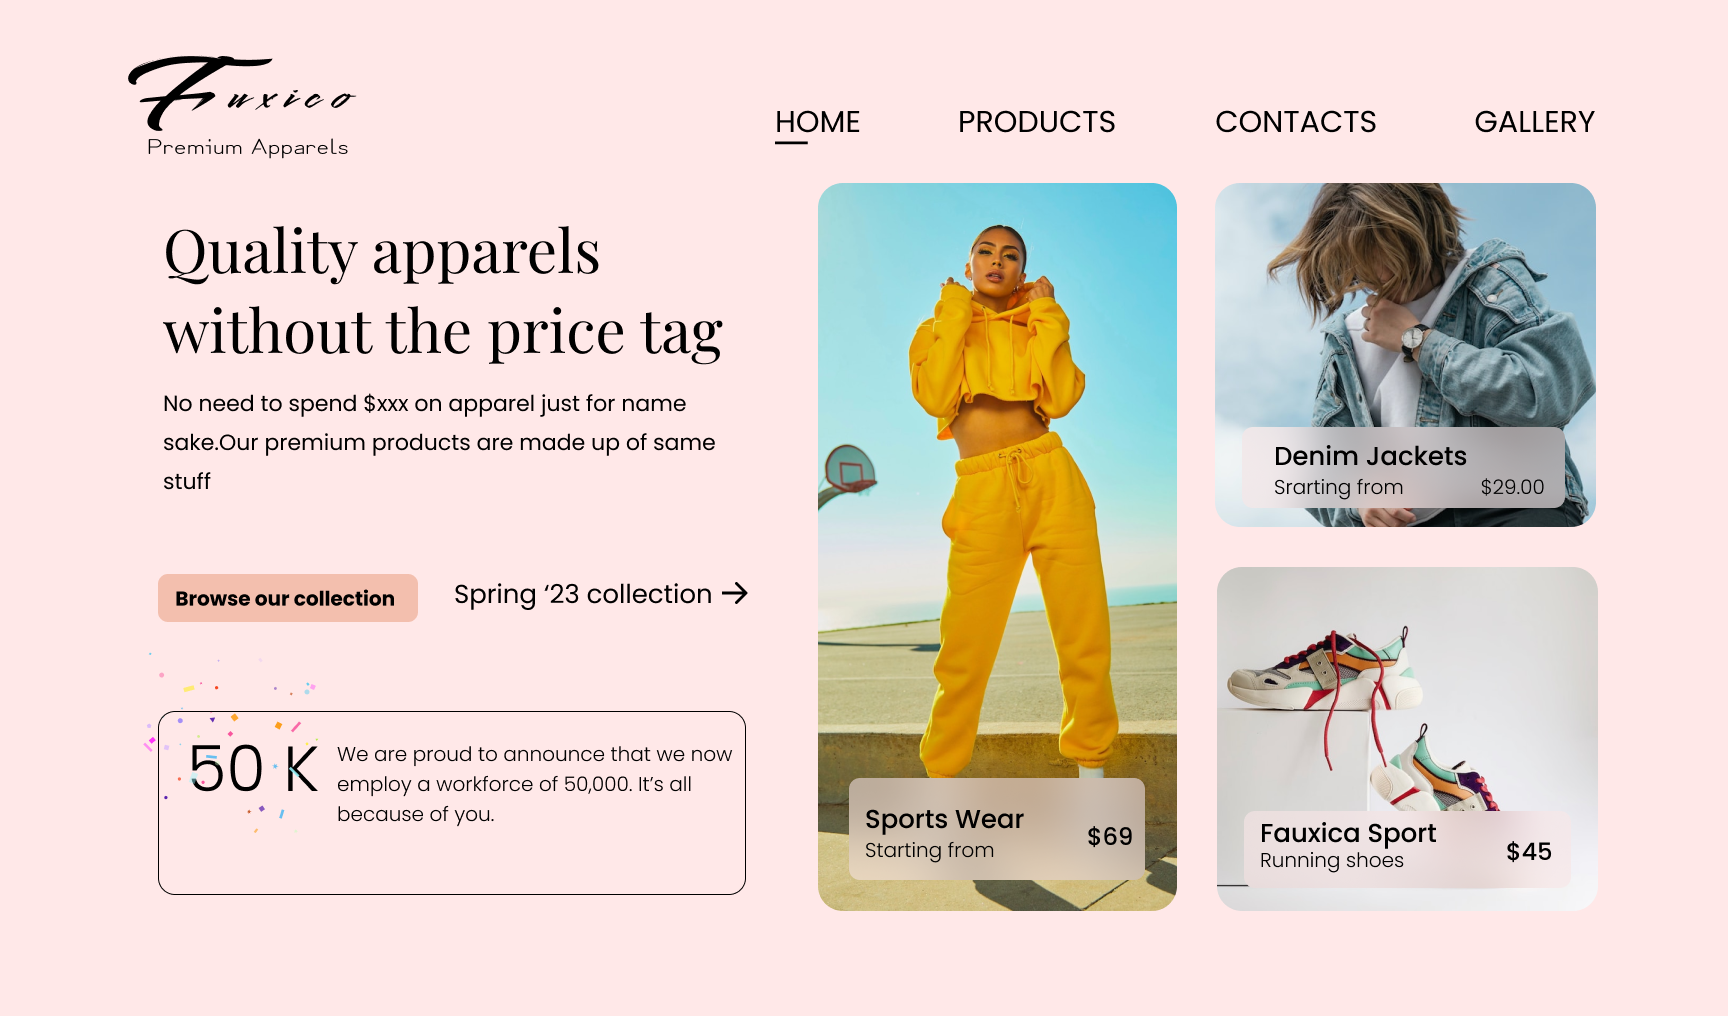 Fuxico
Premium Apparels
HOME PRODUCTS CONTACTS GALLERY
Quality apparels
without the price tag
No need to spend $xxx on apparel just for name
sake.Our premium products are made up of same
stuff
Browse our collection
Spring ‘23 collection
50 K
We are proud to announce that we now
employ a workforce of 50,000. It’s all
because of you.
Sports Wear
Starting from
$69
Denim Jackets
Srarting from $29.00
Fauxica Sport
Running shoes
$45